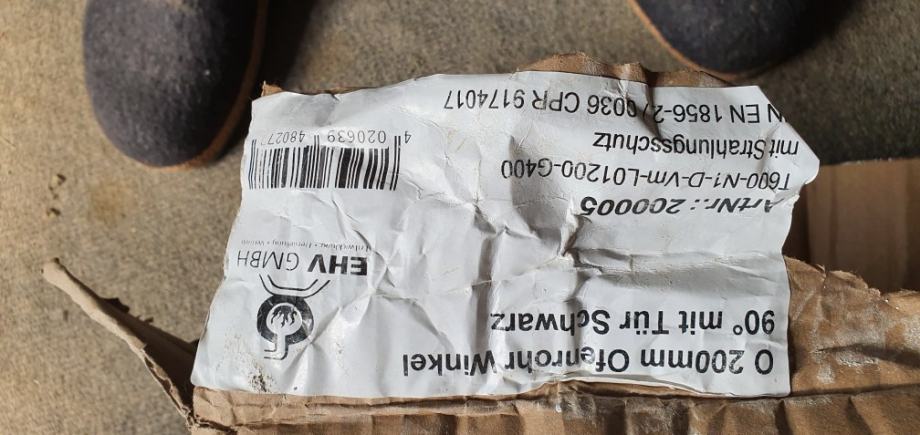 O 200mm Ofenrohr Winkel
90° mit Tür Schwarz
EHV GMBH
ArtNr.: 200005
T600-N1-D-Vm-L01200-G400
mit Strahlungsschutz
N EN 1856-2 / 0036 CPR 9174017
4 020639 48027